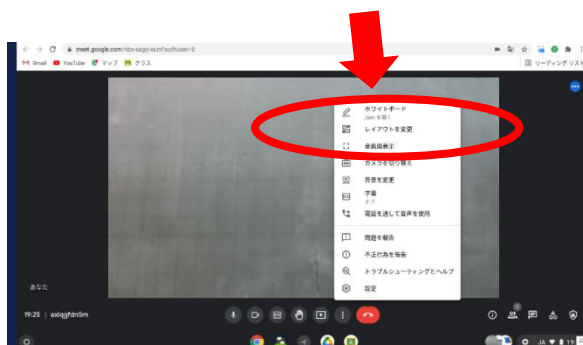 meet.google.com/nbx-sagq-eum?authuser=0
Gmail YouTube マップ クラス
リーディングリスト
ホワイトボード
Jam を開く
レイアウトを変更
全画面表示
カメラを切り替え
背景を変更
字幕
オフ
電話を通して音声を使用
問題を報告
不正行為を報告
トラブルシューティングとヘルプ
設定
あなた
19:25 | axlqgfdn5m
1
JA 19